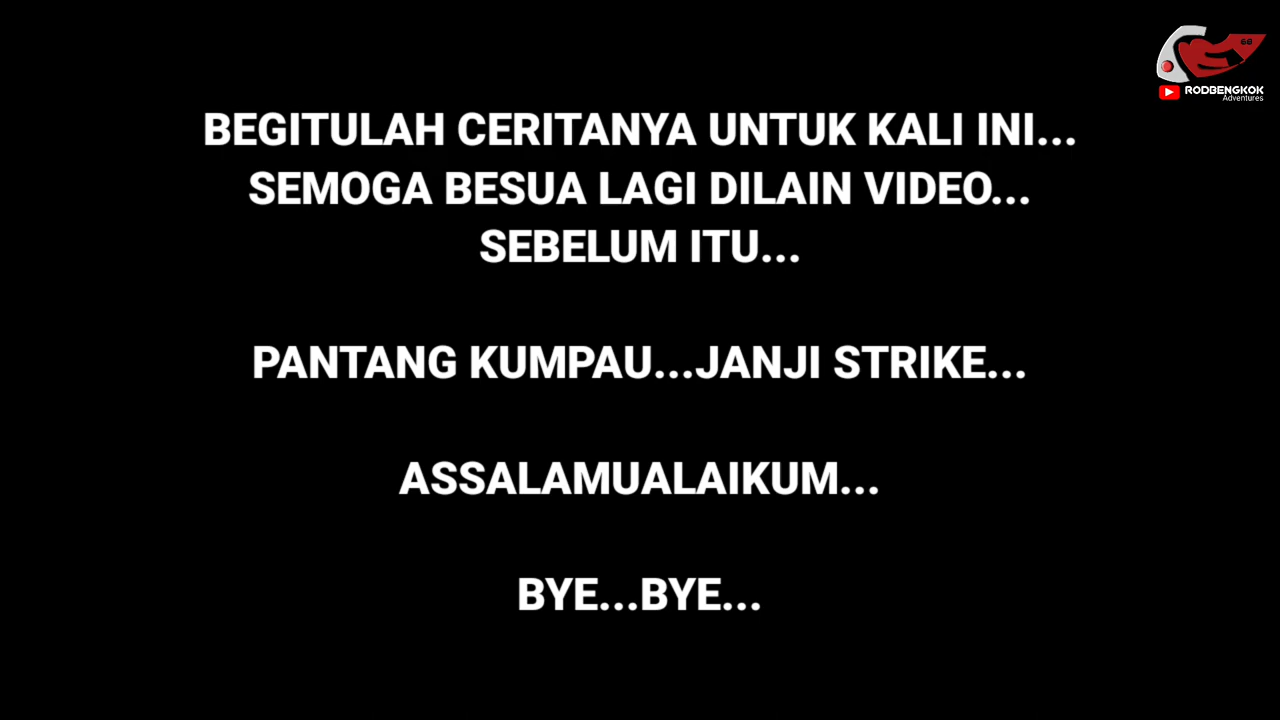 68
RODBENGKOK
Adventures
BEGITULAH CERITANYA UNTUK KALI INI...
SEMOGA BESUA LAGI DILAIN VIDEO...
SEBELUM ITU...
PANTANG KUMPAU...JANJI STRIKE...
ASSALAMUALAIKUM...
BYE...BYE...